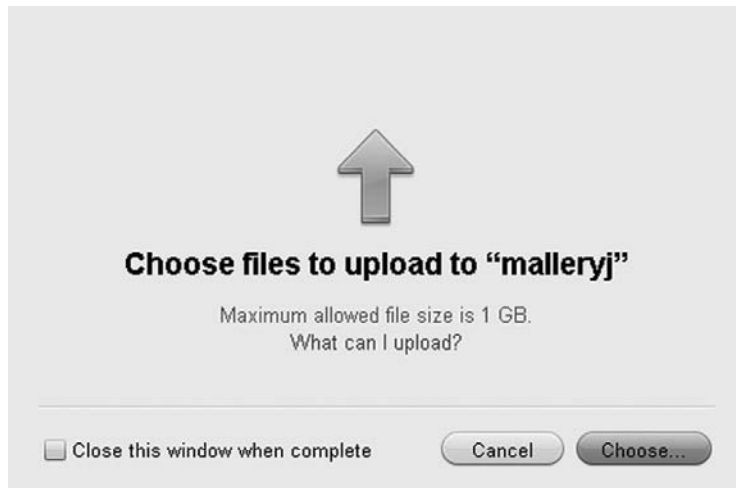 Choose files to upload to “malleryj”
Maximum allowed file size is 1 GB.
What can I upload?
Close this window when complete
Cancel
Choose...